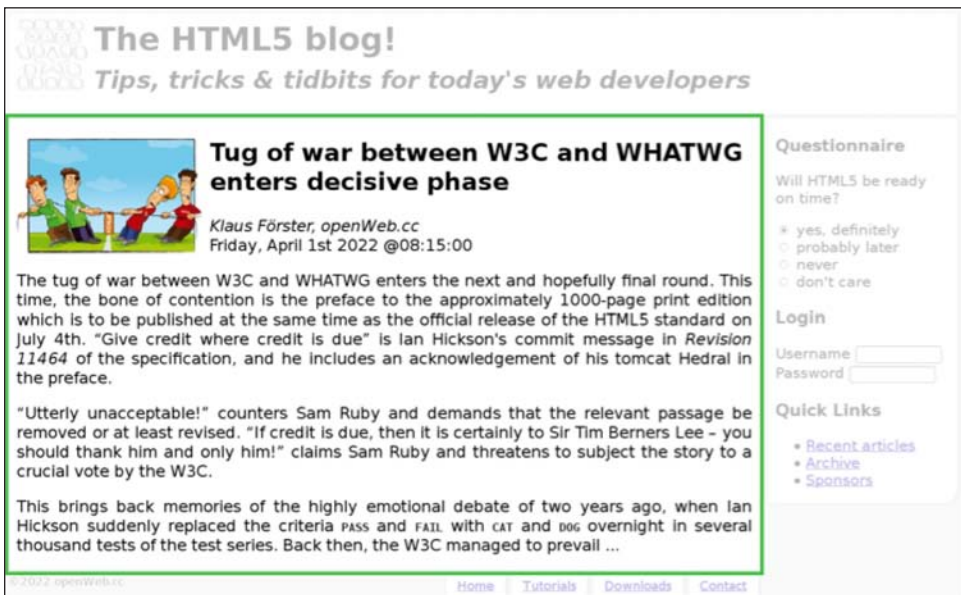 The HTML5 blog!
Tips, tricks & tidbits for today's web developers
Tug of war between W3C and WHATWG
enters decisive phase
Klaus Förster, openWeb.cc
Friday, April 1st 2022 @08:15:00
The tug of war between W3C and WHATWG enters the next and hopefully final round. This
time, the bone of contention is the preface to the approximately 1000-page print edition
which is to be published at the same time as the official release of the HTML5 standard on
July 4th. “Give credit where credit is due” is Ian Hickson's commit message in Revision
11464 of the specification, and he includes an acknowledgement of his tomcat Hedral in
the preface.
“Utterly unacceptable!” counters Sam Ruby and demands that the relevant passage be
removed or at least revised. “If credit is due, then it is certainly to Sir Tim Berners Lee – you
should thank him and only him!” claims Sam Ruby and threatens to subject the story to a
crucial vote by the W3C.
This brings back memories of the highly emotional debate of two years ago, when Ian
Hickson suddenly replaced the criteria PASS and FAIL with CAT and DOG overnight in several
thousand tests of the test series. Back then, the W3C managed to prevail ...
Questionnaire
Will HTML5 be ready
on time?
yes, definitely
probably later
never
don't care
Login
Username
Password
Quick Links
Recent articles
Archive
Sponsors
©2022 openWeb.cc
Home Tutorials Downloads Contact